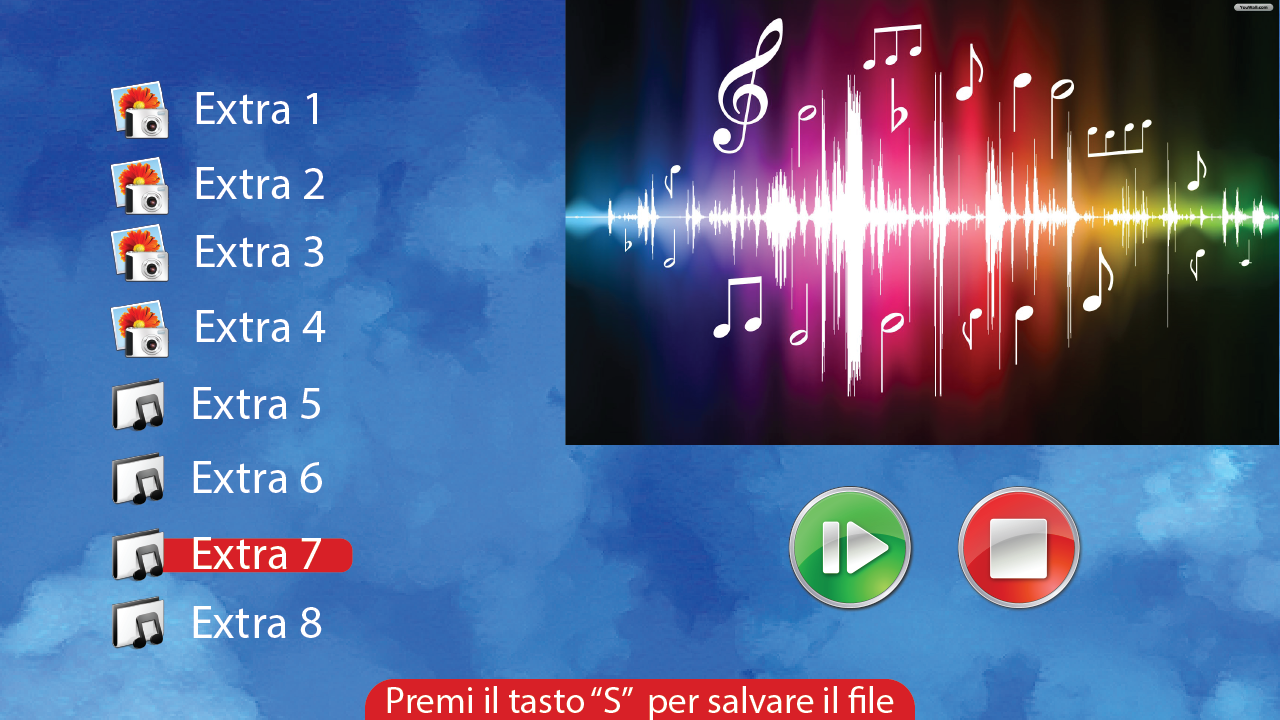 Extra 1
Extra 2
Extra 3
Extra 4
Extra 5
Extra 6
Extra 7
Extra 8
Premi il tasto “S” per salvare il file